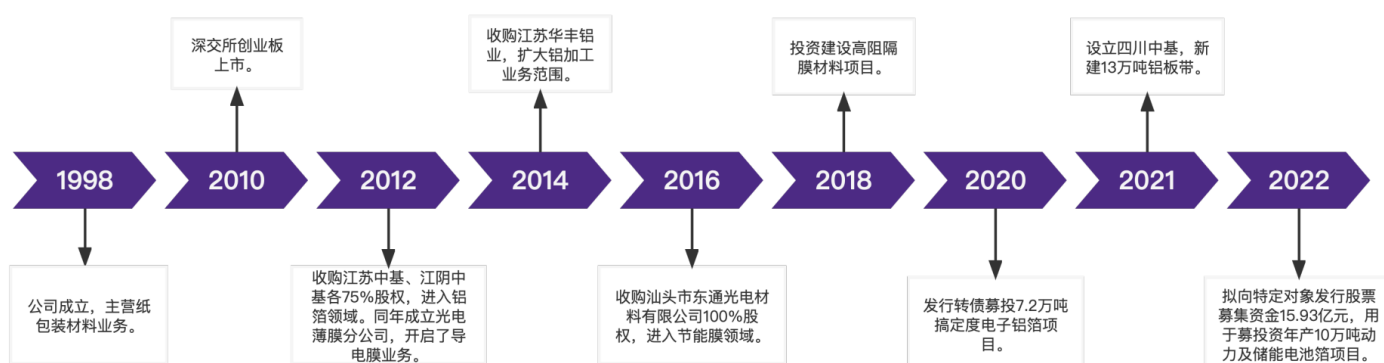 深交所创业板
上市。
收购江苏华丰铝
业，扩大铝加工
业务范围。
投资建设高阻隔
膜材料项目。
设立四川中基，新
建13万吨铝板带。
1998
2010
2012
2014
2016
2018
2020
2021
2022
公司成立，主营纸
包装材料业务。
收购江苏中基、江阴中
基各75%股权，进入铝
箔领域。同年成立光电
薄膜分公司，开启了导
电膜业务。
收购汕头市东通光电材
料有限公司100%股
权，进入节能膜领域。
发行转债募投7.2万吨
搞定度电子铝箔项
目。
拟向特定对象发行股票
募集资金15.93亿元，用
于募投资年产10万吨动
力及储能电池箔项目。